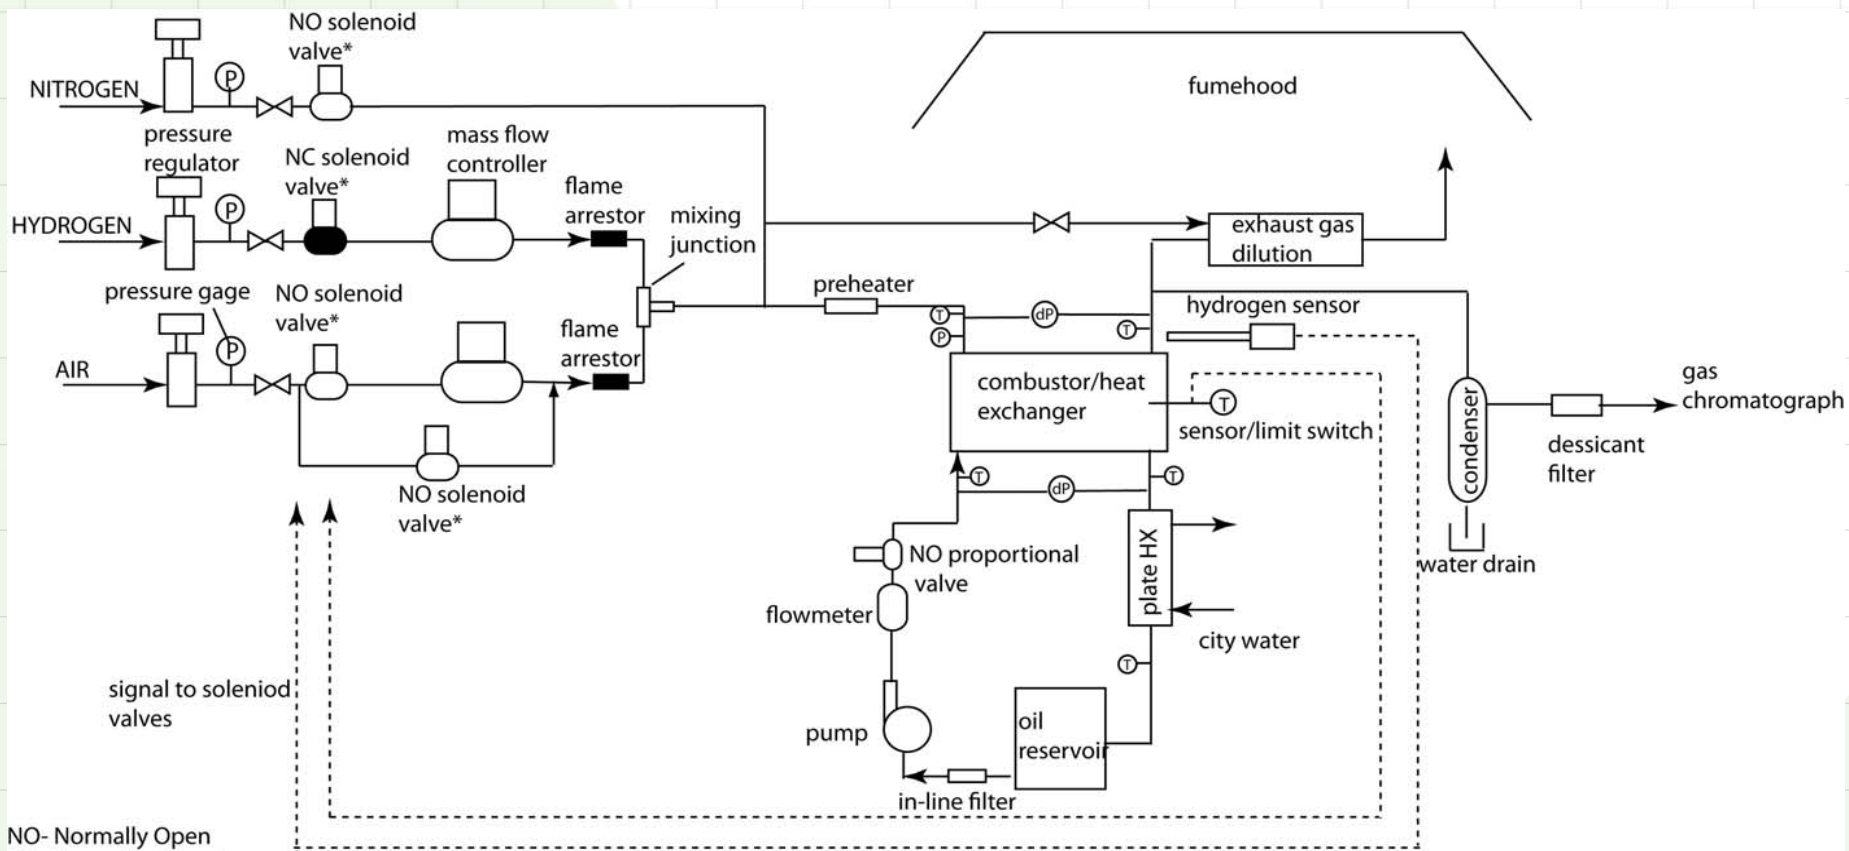 NO solenoid
valve*
P
NITROGEN
pressure
regulator
NC solenoid
valve*
mass flow
controller
flame
arrestor
mixing
junction
P
HYDROGEN
pressure gage
NO solenoid
valve*
P
flame
arrestor
AIR
NO solenoid
valve*
fumehood
exhaust gas
dilution
preheater
T
P
dP
T
hydrogen sensor
combustor/heat
exchanger
T
sensor/limit switch
T
dP
T
gas
chromatograph
condenser
dessicant
filter
water drain
NO proportional
valve
flowmeter
plate HX
city water
T
pump
oil
reservoir
in-line filter
signal to soleniod
valves
NO- Normally Open